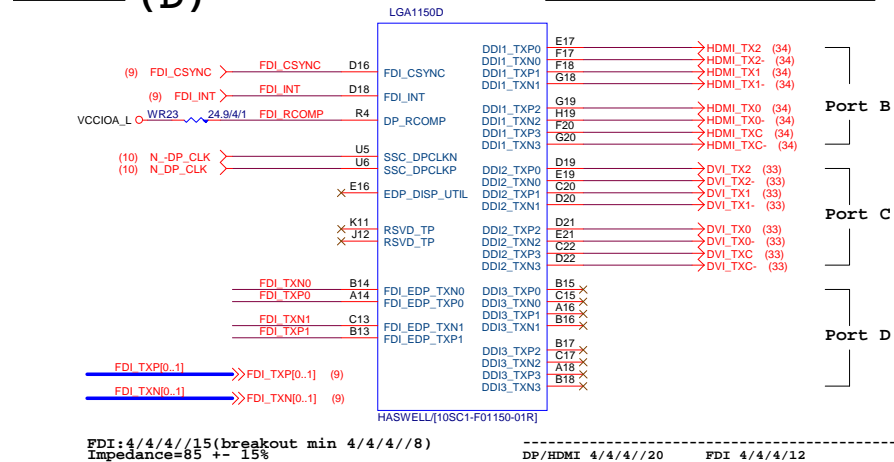 (D)
LGA1150D
(9) FDI_CSYNC FDI_CSYNC D16 FDI_CSYNC
(9) FDI_INT FDI_INT D18 FDI_INT
VCCIOA_L WR23 24.9/4/1 FDI_RCOMP R4 DP_RCOMP
(10) N_-DP_CLK U5 SSC_DPCLKN
(10) N_DP_CLK U6 SSC_DPCLKP
E16 EDP_DISP_UTIL
K11 RSVD_TP
J12 RSVD_TP
FDI_TXN0 B14 FDI_EDP_TXN0
FDI_TXP0 A14 FDI_EDP_TXP0
FDI_TXN1 C13 FDI_EDP_TXN1
FDI_TXP1 B13 FDI_EDP_TXP1
FDI_TXP[0..1] FDI_TXP[0..1] (9)
FDI_TXN[0..1] FDI_TXN[0..1] (9)
DDI1_TXP0 E17 HDMI_TX2 (34)
DDI1_TXN0 F17 HDMI_TX2- (34)
DDI1_TXP1 F18 HDMI_TX1 (34)
DDI1_TXN1 G18 HDMI_TX1- (34)
DDI1_TXP2 G19 HDMI_TX0 (34)
DDI1_TXN2 H19 HDMI_TX0- (34)
DDI1_TXP3 F20 HDMI_TXC (34)
DDI1_TXN3 G20 HDMI_TXC- (34)
Port B
DDI2_TXP0 D19 DVI_TX2 (33)
DDI2_TXN0 E19 DVI_TX2- (33)
DDI2_TXP1 C20 DVI_TX1 (33)
DDI2_TXN1 D20 DVI_TX1- (33)
DDI2_TXP2 D21 DVI_TX0 (33)
DDI2_TXN2 E21 DVI_TX0- (33)
DDI2_TXP3 C22 DVI_TXC (33)
DDI2_TXN3 D22 DVI_TXC- (33)
Port C
DDI3_TXP0 B15
DDI3_TXN0 C15
DDI3_TXP1 A16
DDI3_TXN1 B16
DDI3_TXP2 B17
DDI3_TXN2 C17
DDI3_TXP3 A18
DDI3_TXN3 B18
Port D
HASWELL/[10SC1-F01150-01R]
FDI:4/4/4//15(breakout min 4/4/4//8)
Impedance=85 +- 15%
DP/HDMI 4/4/4//20 FDI 4/4/4/12